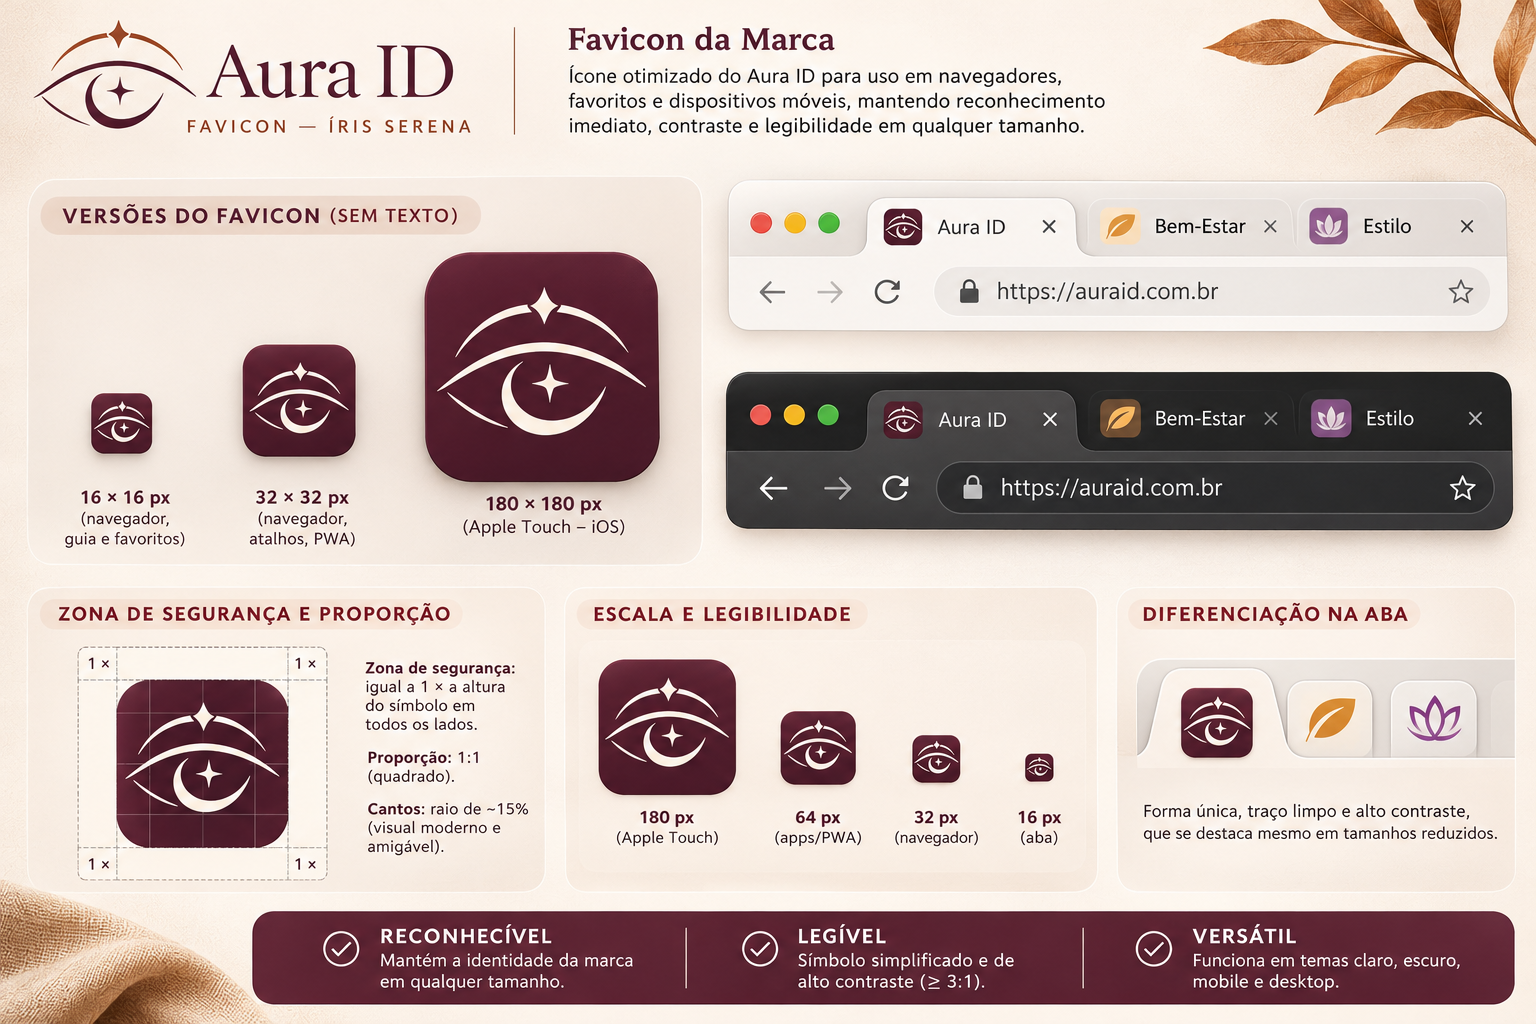 Aura ID
FAVICON — ÍRIS SERENA
Favicon da Marca
Ícone otimizado do Aura ID para uso em navegadores,
favoritos e dispositivos móveis, mantendo reconhecimento
imediato, contraste e legibilidade em qualquer tamanho.
VERSÕES DO FAVICON (SEM TEXTO)
16 × 16 px
(navegador,
guia e favoritos)
32 × 32 px
(navegador,
atalhos, PWA)
180 × 180 px
(Apple Touch – iOS)
Aura ID
Bem-Estar
Estilo
https://auraid.com.br
Aura ID
Bem-Estar
Estilo
https://auraid.com.br
ZONA DE SEGURANÇA E PROPORÇÃO
1 ×
1 ×
1 ×
1 ×
Zona de segurança:
igual a 1 × a altura
do símbolo em
todos os lados.
Proporção: 1:1
(quadrado).
Cantos: raio de ~15%
(visual moderno e
amigável).
ESCALA E LEGIBILIDADE
180 px
(Apple Touch)
64 px
(apps/PWA)
32 px
(navegador)
16 px
(aba)
DIFERENCIAÇÃO NA ABA
Forma única, traço limpo e alto contraste,
que se destaca mesmo em tamanhos reduzidos.
RECONHECÍVEL
Mantém a identidade da marca
em qualquer tamanho.
LEGÍVEL
Símbolo simplificado e de
alto contraste (≥ 3:1).
VERSÁTIL
Funciona em temas claro, escuro,
mobile e desktop.